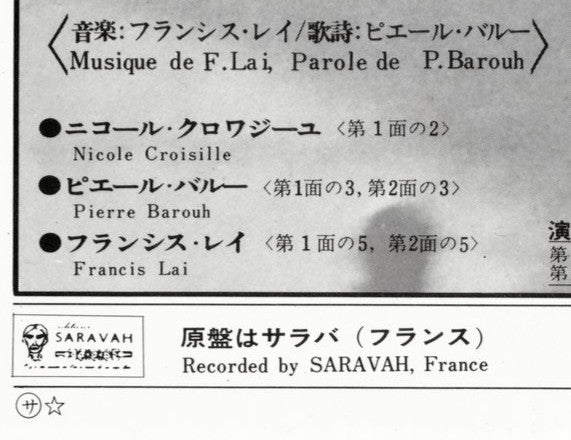 〈音楽:フランシス・レイ/歌詩:ピエール・バルー〉
Musique de F.Lai, Parole de P.Barouh
●ニコール・クロワジーユ 〈第1面の2〉
Nicole Croisille
●ピエール・バルー 〈第1面の3, 第2面の3〉
Pierre Barouh
●フランシス・レイ 〈第1面の5, 第2面の5〉
Francis Lai
演
第
第
SARAVAH
原盤はサラバ（フランス）
Recorded by SARAVAH, France
㋚☆